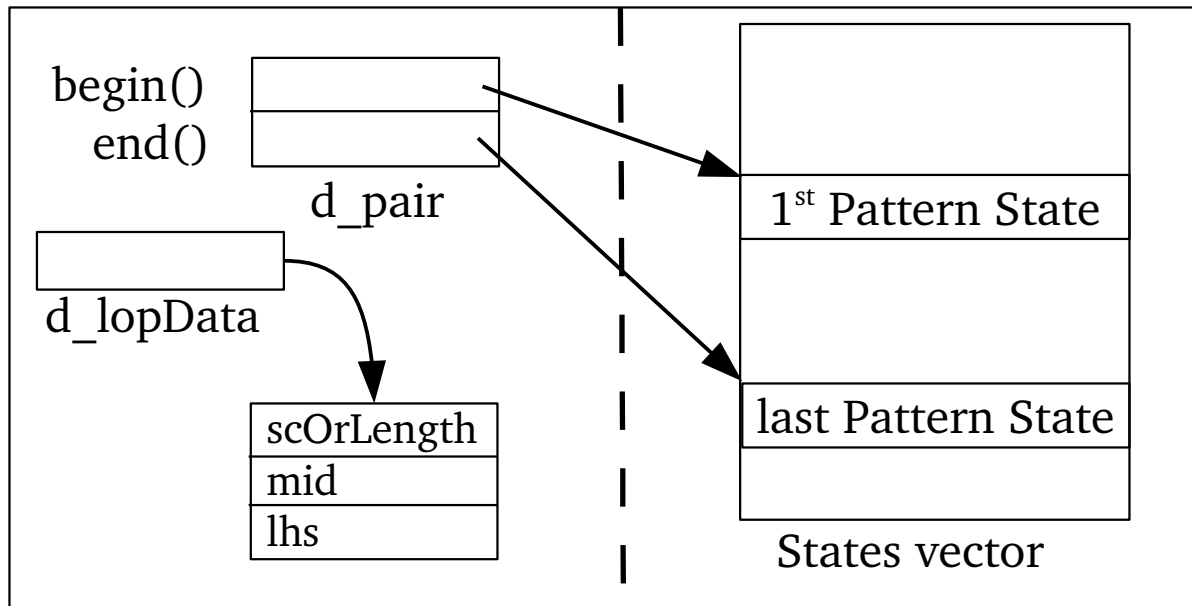 begin()
end()
d_pair
d_lopData
scOrLength
mid
lhs
1st Pattern State
last Pattern State
States vector